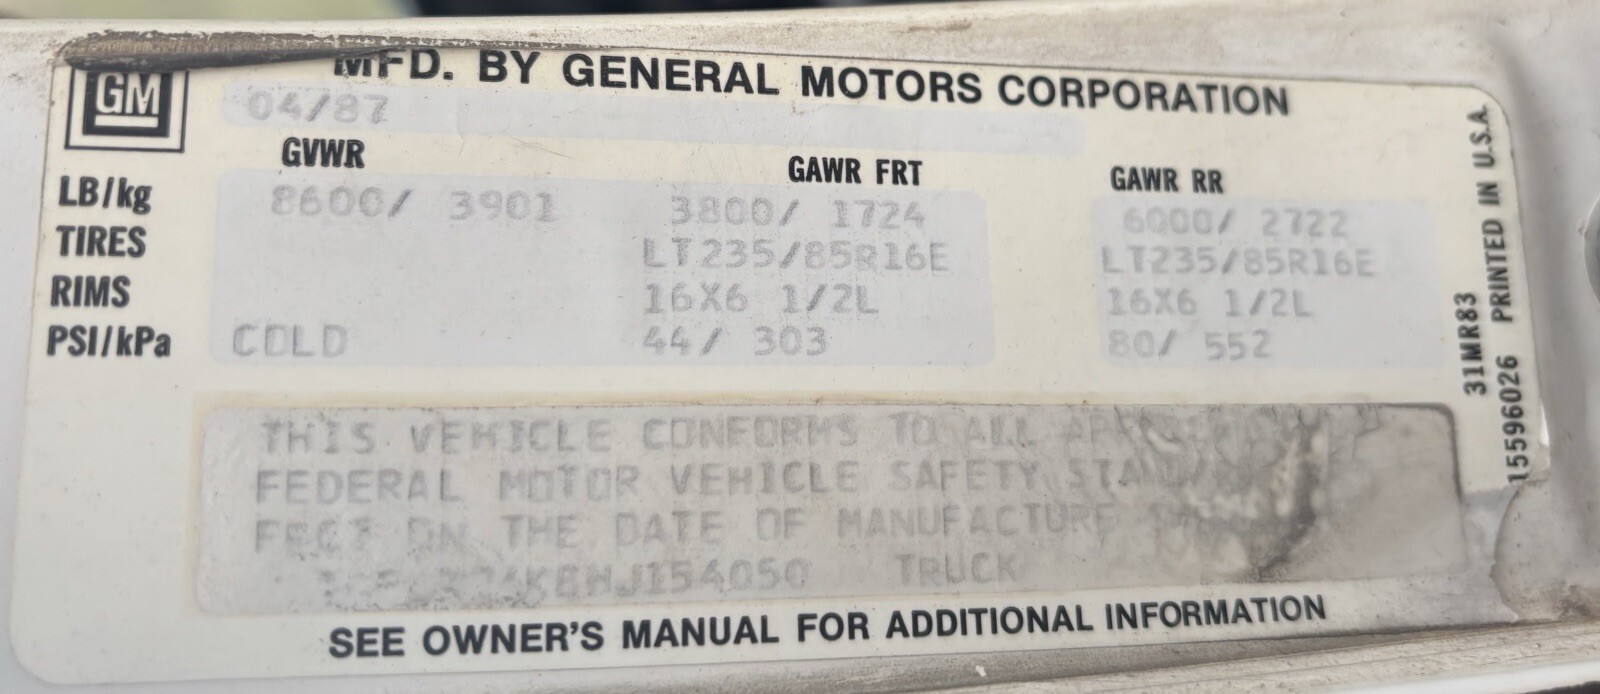 GM
MFD. BY GENERAL MOTORS CORPORATION
04/87
GVWR GAWR FRT GAWR RR
LB/kg 8600/ 3901 3800/ 1724 6000/ 2722
TIRES LT235/85R16E LT235/85R16E
RIMS 16X6 1/2L 16X6 1/2L
PSI/kPa COLD 44/ 303 80/ 552
THIS VEHICLE CONFORMS TO ALL
FEDERAL MOTOR VEHICLE SAFETY
ON THE DATE OF MANUFACTURE
TRUCK
SEE OWNER'S MANUAL FOR ADDITIONAL INFORMATION
31MR83
15596026 PRINTED IN U.S.A.